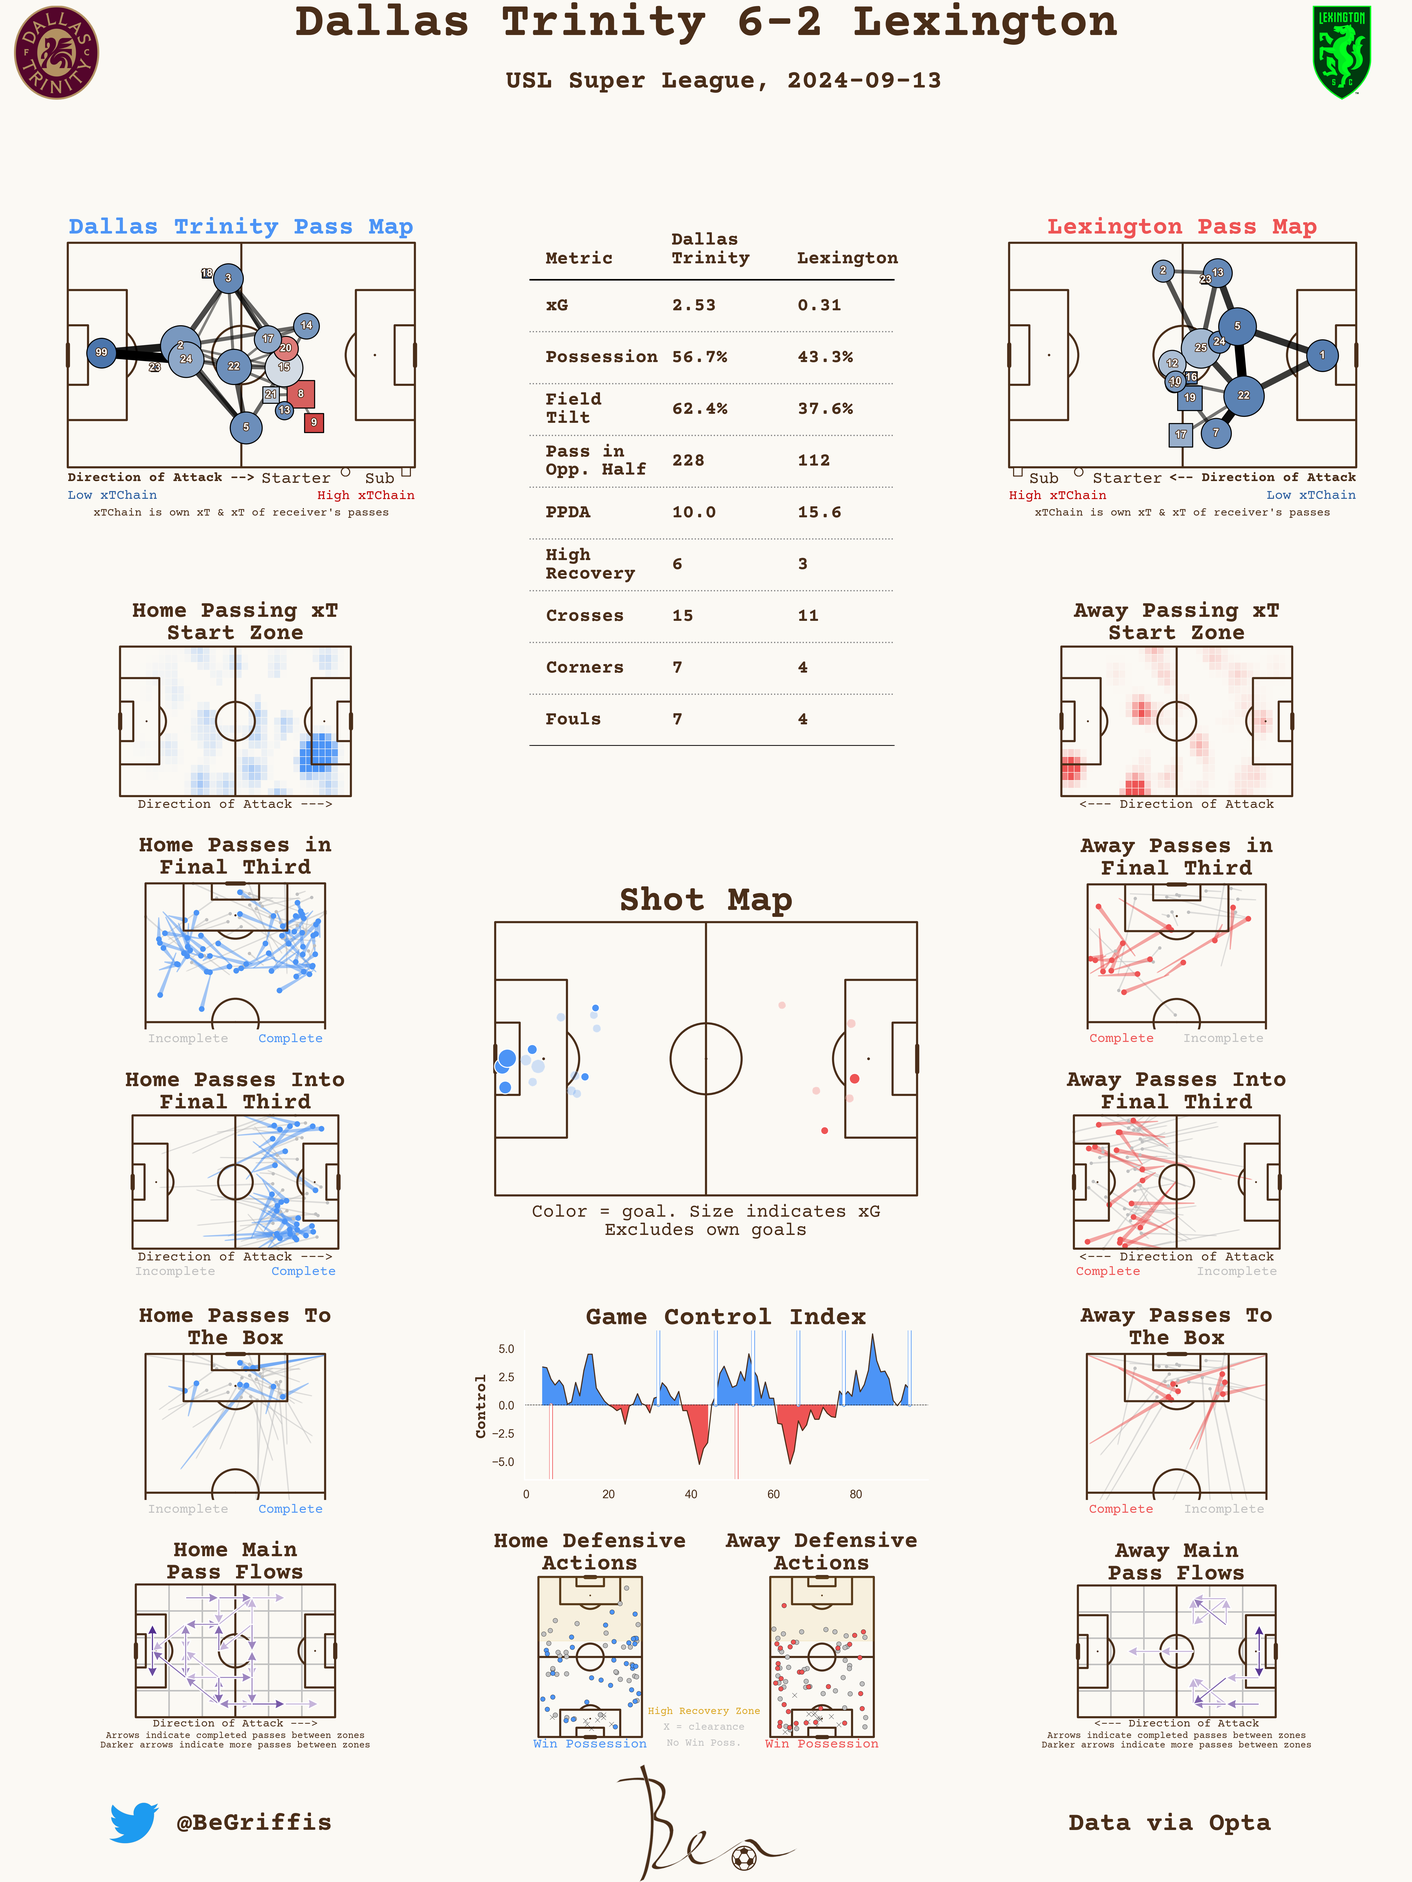 Dallas Trinity 6-2 Lexington
USL Super League, 2024-09-13
DALLAS
F C
TRINITY
LEXINGTON
S C
Dallas Trinity Pass Map
18
3
14
17
20
99
2
24
23
22
15
21
8
13
9
5
Direction of Attack --> Starter Sub
Low xTChain High xTChain
xTChain is own xT & xT of receiver's passes
Metric Dallas Trinity Lexington
xG 2.53 0.31
Possession 56.7% 43.3%
Field Tilt 62.4% 37.6%
Pass in Opp. Half 228 112
PPDA 10.0 15.6
High Recovery 6 3
Crosses 15 11
Corners 7 4
Fouls 7 4
Lexington Pass Map
2
13
23
5
24
25
1
12
16
10
19
22
17
7
Sub Starter <-- Direction of Attack
High xTChain Low xTChain
xTChain is own xT & xT of receiver's passes
Home Passing xT
Start Zone
Direction of Attack --->
Away Passing xT
Start Zone
<--- Direction of Attack
Home Passes in
Final Third
Incomplete Complete
Away Passes in
Final Third
Complete Incomplete
Shot Map
Color = goal. Size indicates xG
Excludes own goals
Home Passes Into
Final Third
Direction of Attack --->
Incomplete Complete
Away Passes Into
Final Third
<--- Direction of Attack
Complete Incomplete
Home Passes To
The Box
Incomplete Complete
Game Control Index
Control
5.0
2.5
0.0
−2.5
−5.0
0 20 40 60 80
Away Passes To
The Box
Complete Incomplete
Home Main
Pass Flows
Direction of Attack --->
Arrows indicate completed passes between zones
Darker arrows indicate more passes between zones
Home Defensive
Actions
Win Possession
High Recovery Zone
X = clearance
No Win Poss.
Away Defensive
Actions
Win Possession
Away Main
Pass Flows
<--- Direction of Attack
Arrows indicate completed passes between zones
Darker arrows indicate more passes between zones
@BeGriffis
Ben
Data via Opta